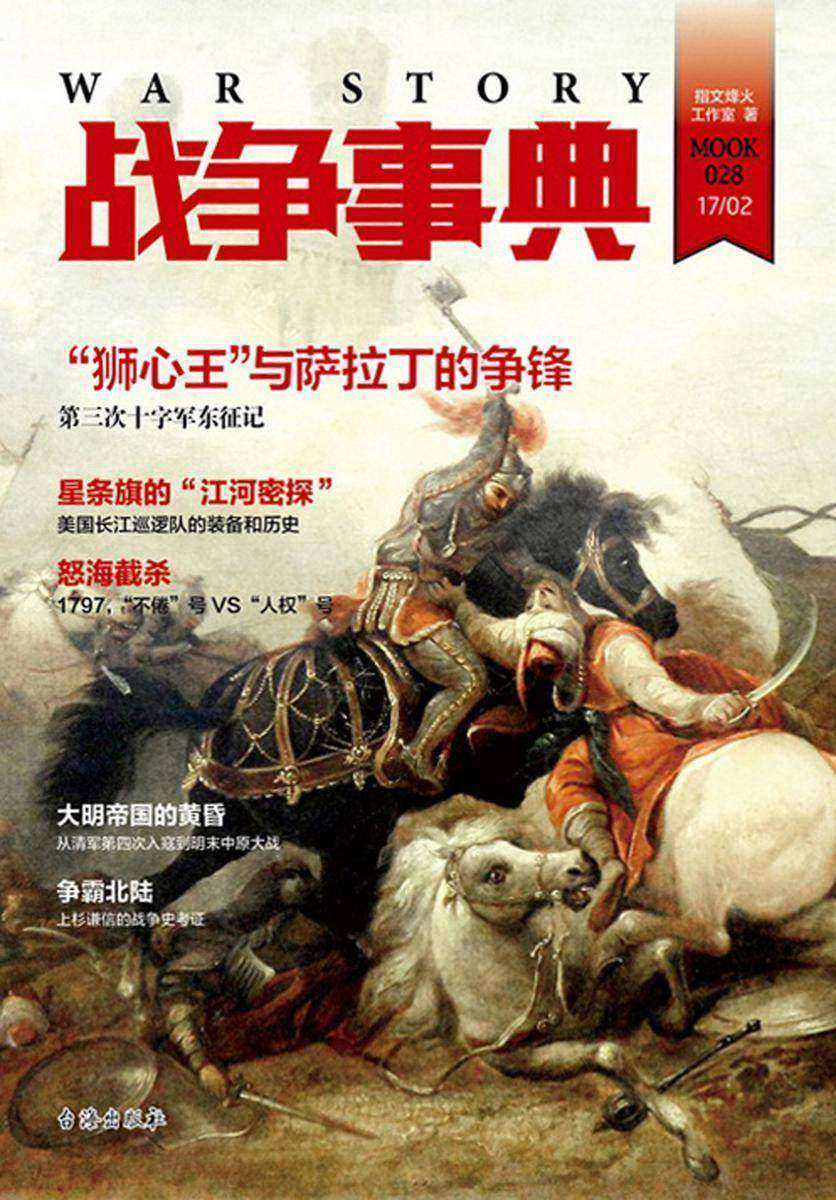 WAR STORY
战争事典
指文烽火
工作室 著
MOOK
028
17/02
“狮心王”与萨拉丁的争锋
第三次十字军东征记
星条旗的“江河密探”
美国长江巡逻队的装备和历史
怒海截杀
1797，“不倦”号 VS“人权”号
大明帝国的黄昏
从清军第四次入寇到明末中原大战
争霸北陆
上杉谦信的战争史考证
台海出版社